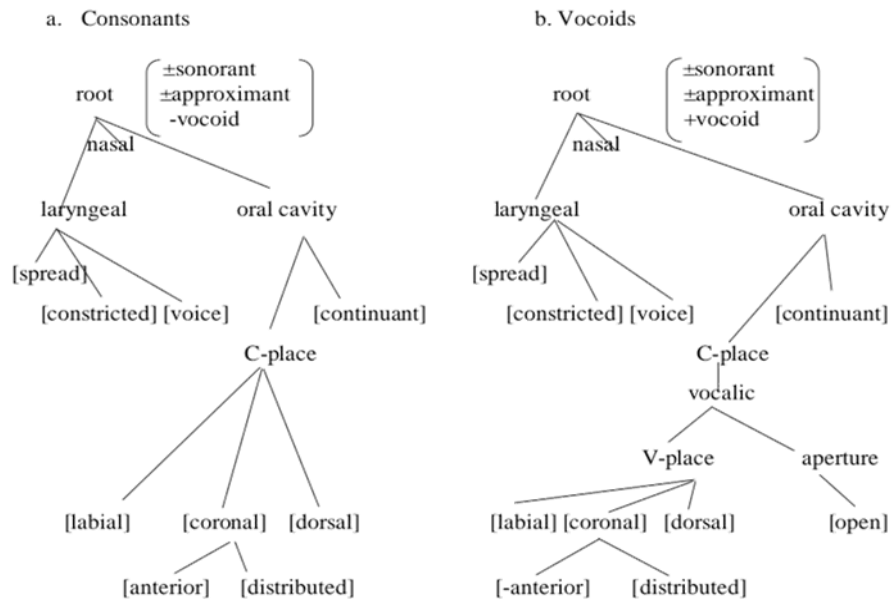 a. Consonants
b. Vocoids
±sonorant
root ±approximant
-vocoid
nasal
±sonorant
root ±approximant
+vocoid
nasal
laryngeal oral cavity
laryngeal oral cavity
[spread]
[constricted] [voice] [continuant]
[spread]
[constricted] [voice] [continuant]
C-place
C-place
vocalic
V-place aperture
[labial] [coronal] [dorsal]
[labial] [coronal] [dorsal] [open]
[anterior] [distributed]
[-anterior] [distributed]